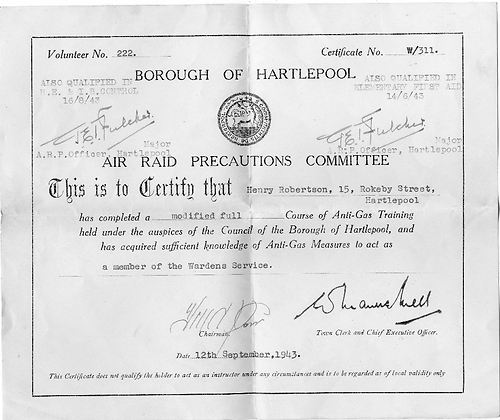 Volunteer No. 222. Certificate No. W/311.
BOROUGH OF HARTLEPOOL
ALSO QUALIFIED IN ALSO QUALIFIED IN
H.E. & I.B. CONTROL ELEMENTARY FIRST AID
16/8/43 14/6/43
Major Major
A.R.P. Officer, Hartlepool A.R.P. Officer, Hartlepool
AIR RAID PRECAUTIONS COMMITTEE
This is to Certify that Henry Robertson, 15, Rokeby Street,
Hartlepool
has completed a modified full Course of Anti-Gas Training
held under the auspices of the Council of the Borough of Hartlepool, and
has acquired sufficient knowledge of Anti-Gas Measures to act as
a member of the Wardens Service.
Chairman. Town Clerk and Chief Executive Officer.
Date 12th September, 1943.
This Certificate does not qualify the holder to act as an instructor under any circumstances and is to be regarded as of local validity only